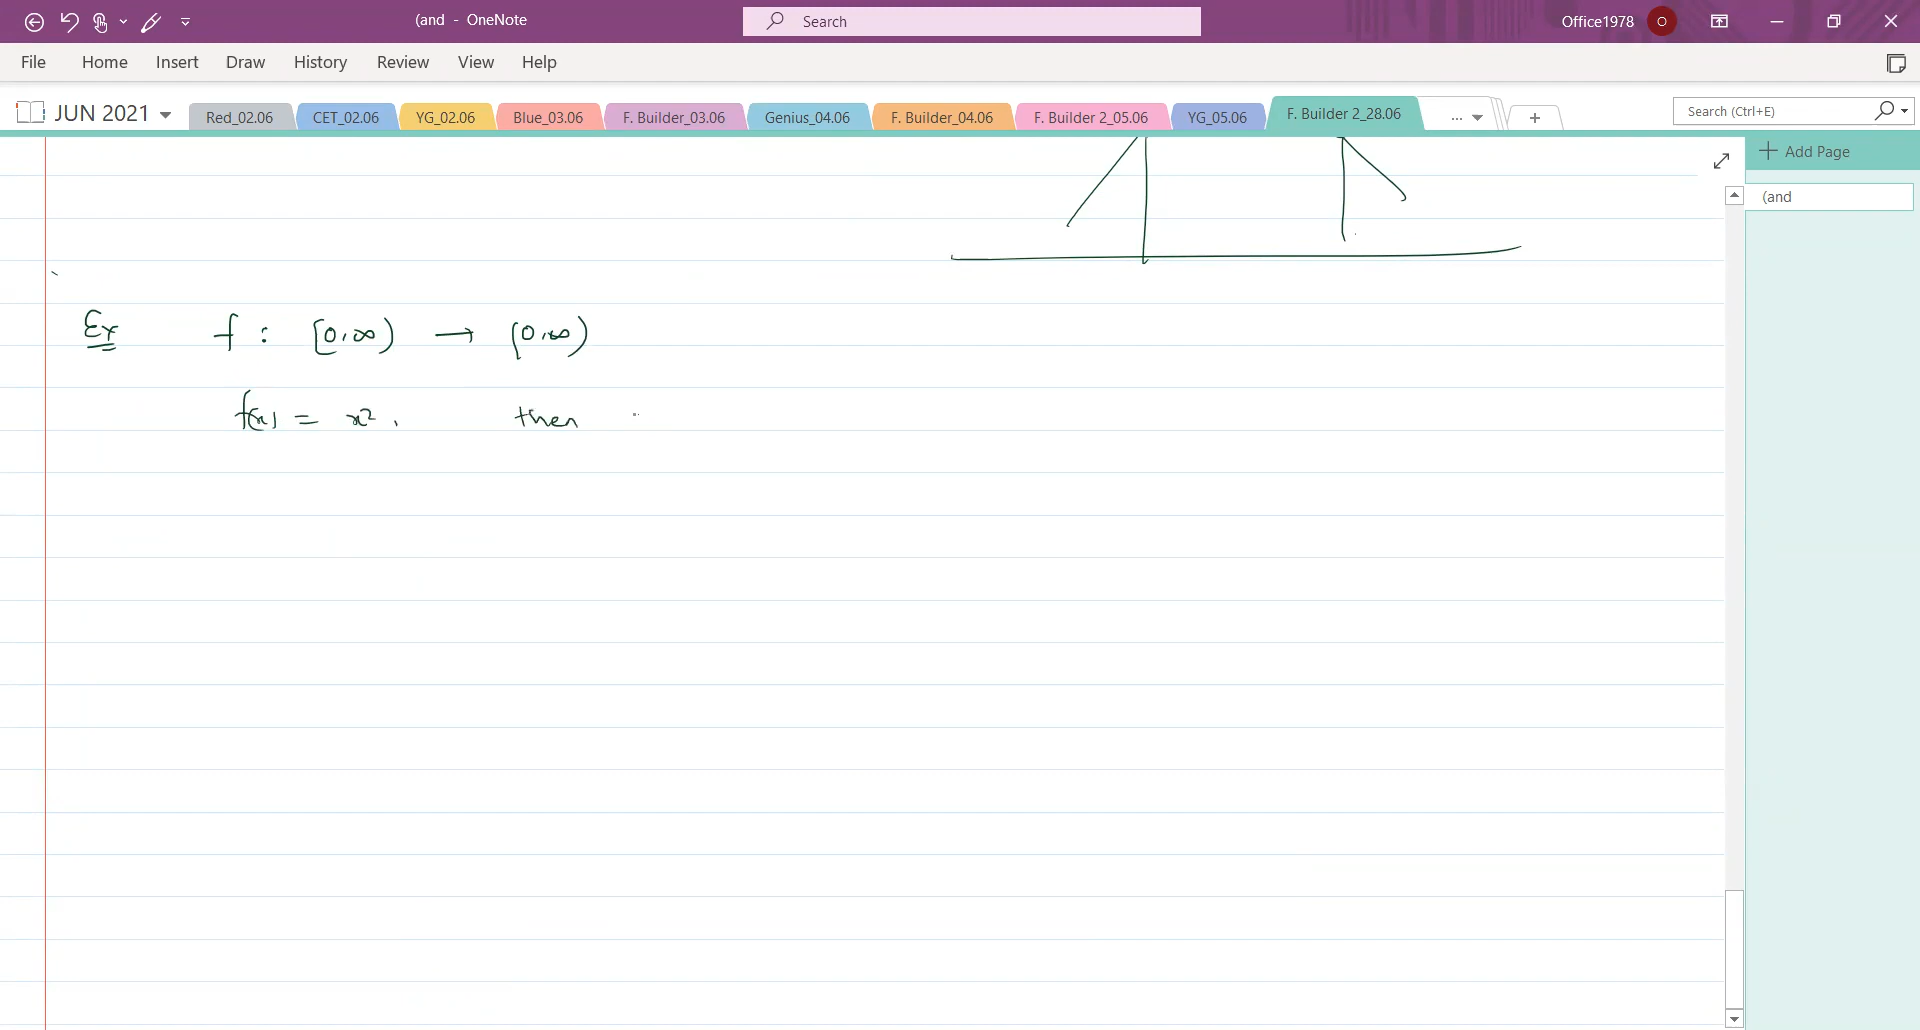 (and - OneNote
Search
Office1978
O
File Home Insert Draw History Review View Help
JUN 2021
Red_02.06 CET_02.06 YG_02.06 Blue_03.06 F. Builder_03.06 Genius_04.06 F. Builder_04.06 F. Builder 2_05.06 YG_05.06 F. Builder 2_28.06 ... +
Search (Ctrl+E)
Add Page
(and
Ex f : [0,∞) → [0,∞)
f(x) = x², then